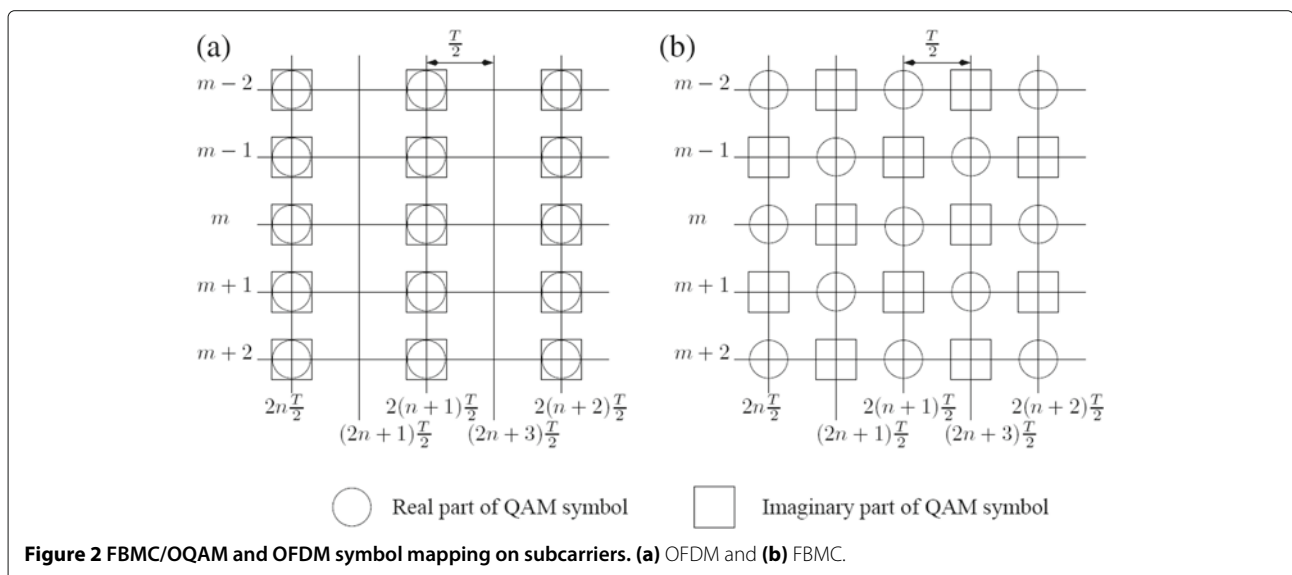 (a)
T/2
m − 2
m − 1
m
m + 1
m + 2
2n T/2
2(n + 1) T/2
2(n + 2) T/2
(2n + 1) T/2
(2n + 3) T/2
(b)
T/2
m − 2
m − 1
m
m + 1
m + 2
2n T/2
2(n + 1) T/2
2(n + 2) T/2
(2n + 1) T/2
(2n + 3) T/2
Real part of QAM symbol
Imaginary part of QAM symbol
Figure 2 FBMC/OQAM and OFDM symbol mapping on subcarriers. (a) OFDM and (b) FBMC.